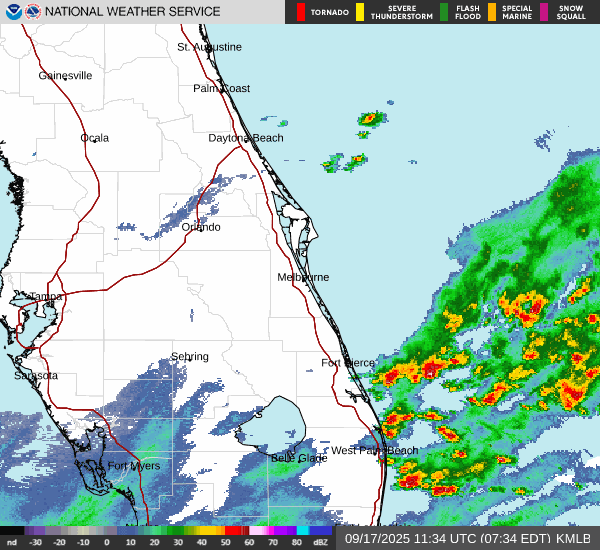 NATIONAL WEATHER SERVICE
TORNADO
SEVERE THUNDERSTORM
FLASH FLOOD
SPECIAL MARINE
SNOW SQUALL
St. Augustine
Gainesville
Palm Coast
Ocala
Daytona Beach
Orlando
Melbourne
Tampa
Sebring
Fort Pierce
Sarasota
West Palm Beach
Belle Glade
Fort Myers
nd -30 -20 -10 0 10 20 30 40 50 60 70 80 dBZ
09/17/2025 11:34 UTC (07:34 EDT) KMLB